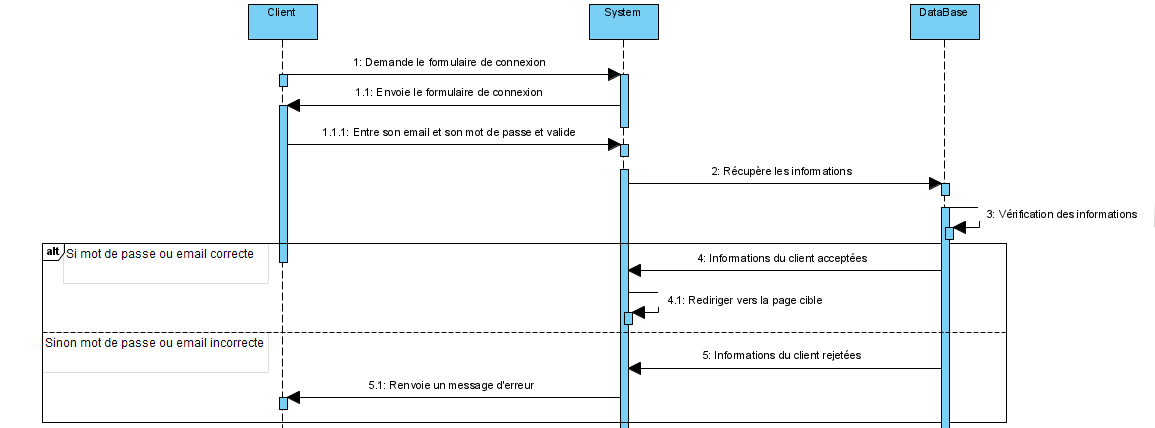 Client
System
DataBase
1: Demande le formulaire de connexion
1.1: Envoie le formulaire de connexion
1.1.1: Entre son email et son mot de passe et valide
2: Récupère les informations
3: Vérification des informations
alt
Si mot de passe ou email correcte
4: Informations du client acceptées
4.1: Rediriger vers la page cible
Sinon mot de passe ou email incorrecte
5: Informations du client rejetées
5.1: Renvoie un message d'erreur